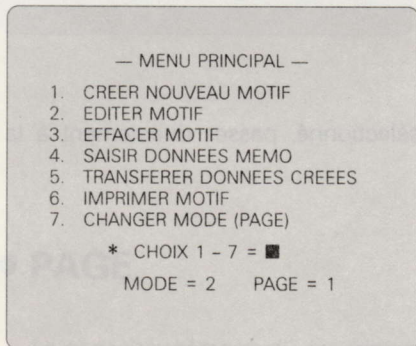 — MENU PRINCIPAL —
1. CREER NOUVEAU MOTIF
2. EDITER MOTIF
3. EFFACER MOTIF
4. SAISIR DONNEES MEMO
5. TRANSFERER DONNEES CREEES
6. IMPRIMER MOTIF
7. CHANGER MODE (PAGE)
* CHOIX 1 – 7 = ■
MODE = 2 PAGE = 1